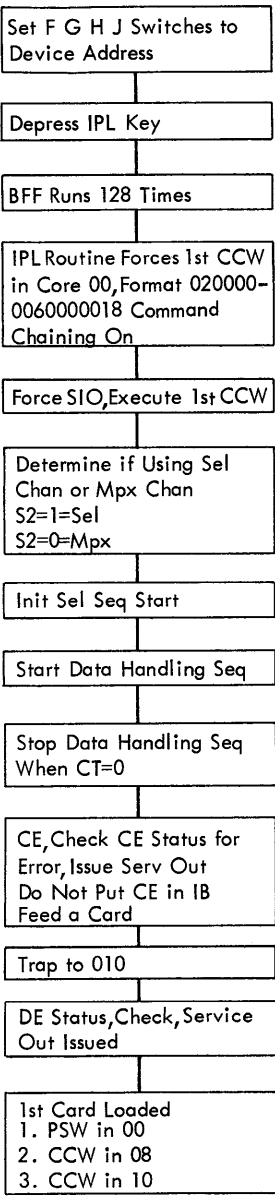 Set F G H J Switches to
Device Address
Depress IPL Key
BFF Runs 128 Times
IPL Routine Forces 1st CCW
in Core 00,Format 020000-
0060000018 Command
Chaining On
Force SIO,Execute 1st CCW
Determine if Using Sel
Chan or Mpx Chan
S2=1=Sel
S2=0=Mpx
Init Sel Seq Start
Start Data Handling Seq
Stop Data Handling Seq
When CT=0
CE,Check CE Status for
Error,Issue Serv Out
Do Not Put CE in IB
Feed a Card
Trap to 010
DE Status,Check,Service
Out Issued
1st Card Loaded
1. PSW in 00
2. CCW in 08
3. CCW in 10